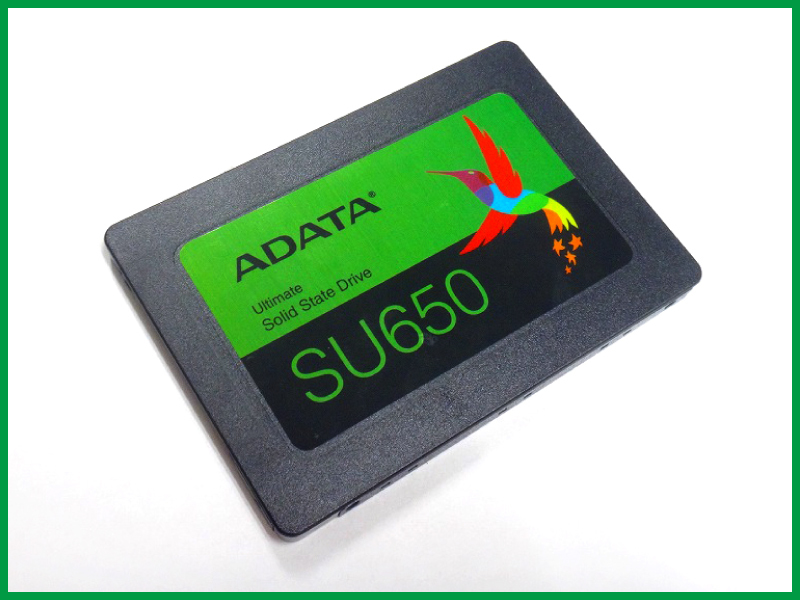 ADATA®
Ultimate
Solid State Drive
SU650